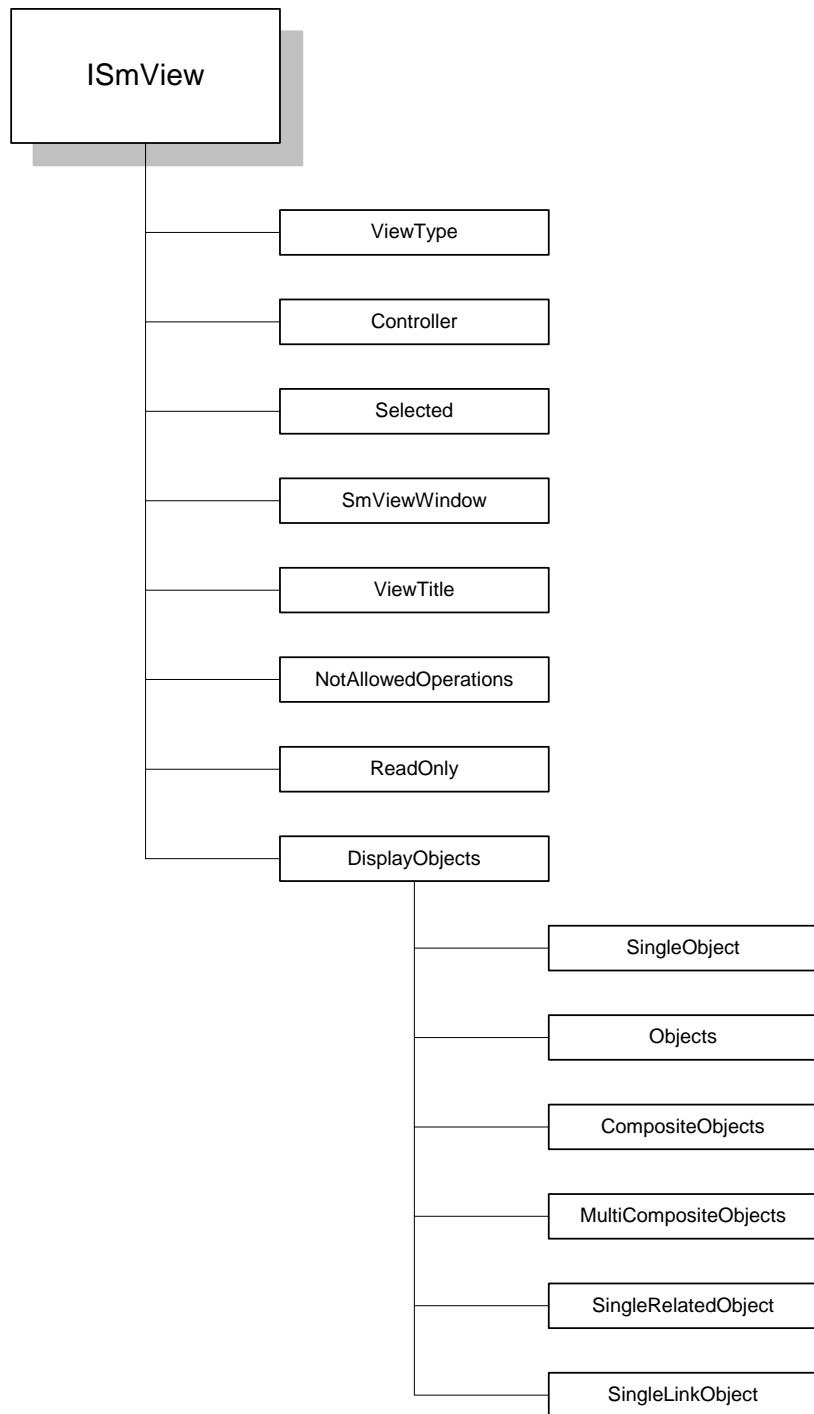 ISmView
ViewType
Controller
Selected
SmViewWindow
ViewTitle
NotAllowedOperations
ReadOnly
DisplayObjects
SingleObject
Objects
CompositeObjects
MultiCompositeObjects
SingleRelatedObject
SingleLinkObject